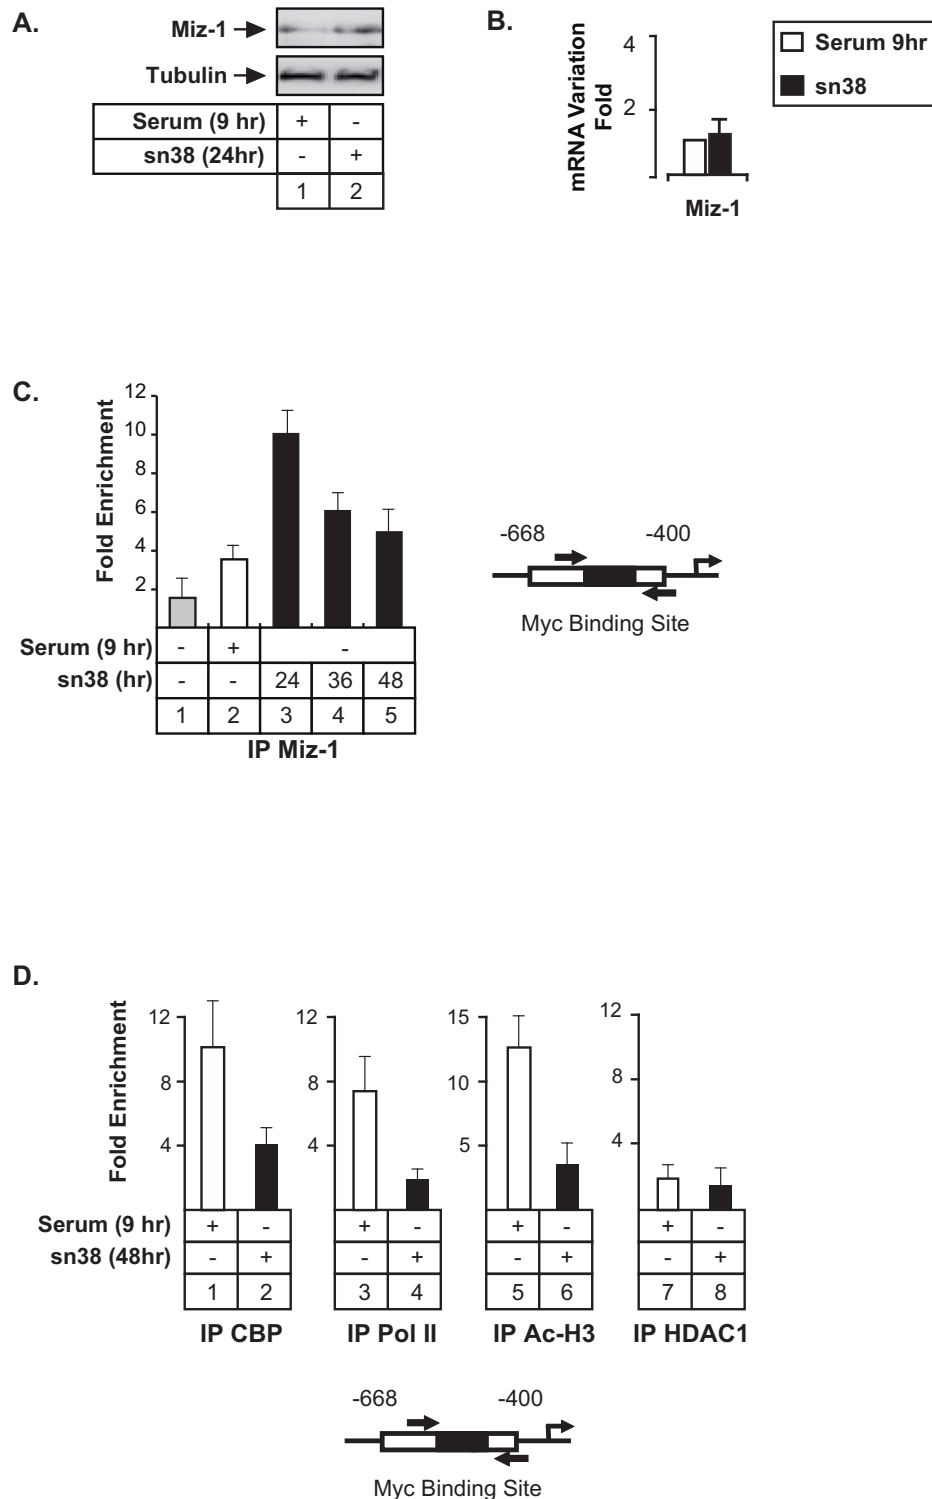 A.
Miz-1
Tubulin
Serum (9 hr) + -
sn38 (24hr) - +
1 2
B.
mRNA Variation
Fold
4
2
Miz-1
Serum 9hr
sn38
C.
Fold Enrichment
12
10
8
6
4
2
Serum (9 hr) - + -
sn38 (hr) - - 24 36 48
1 2 3 4 5
IP Miz-1
-668 -400
Myc Binding Site
D.
Fold Enrichment
12
8
4
12
8
4
15
10
5
12
8
4
Serum (9 hr) + - + - + - + -
sn38 (48hr) - + - + - + - +
1 2 3 4 5 6 7 8
IP CBP IP Pol II IP Ac-H3 IP HDAC1
-668 -400
Myc Binding Site